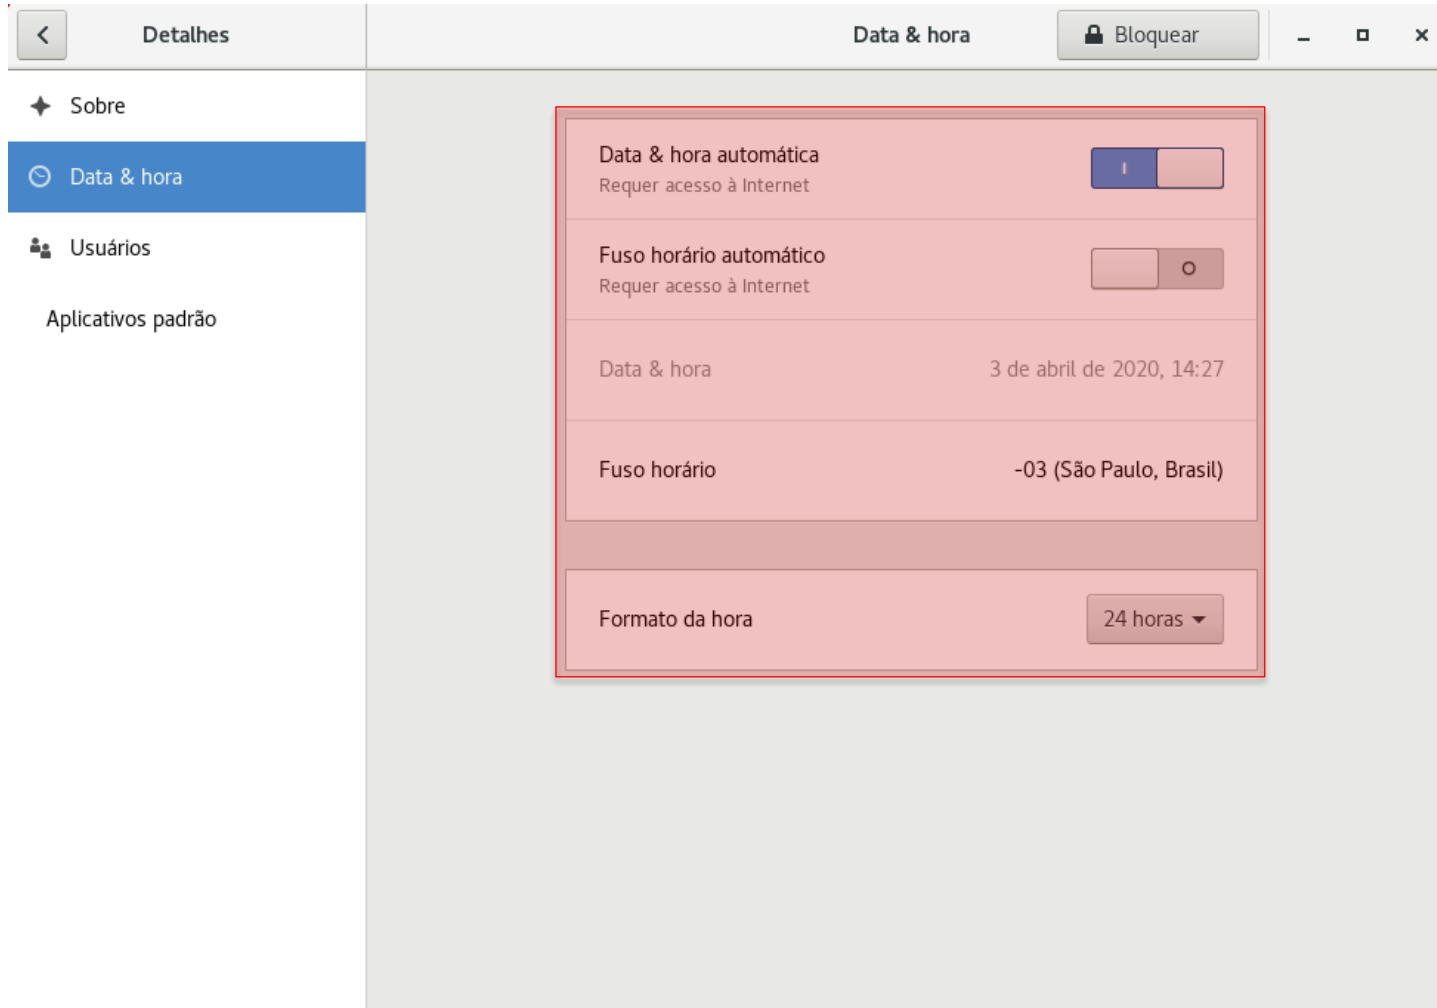 Detalhes
Data & hora
Bloquear
Sobre
Data & hora
Usuários
Aplicativos padrão
Data & hora automática
Requer acesso à Internet
Fuso horário automático
Requer acesso à Internet
Data & hora 3 de abril de 2020, 14:27
Fuso horário -03 (São Paulo, Brasil)
Formato da hora 24 horas